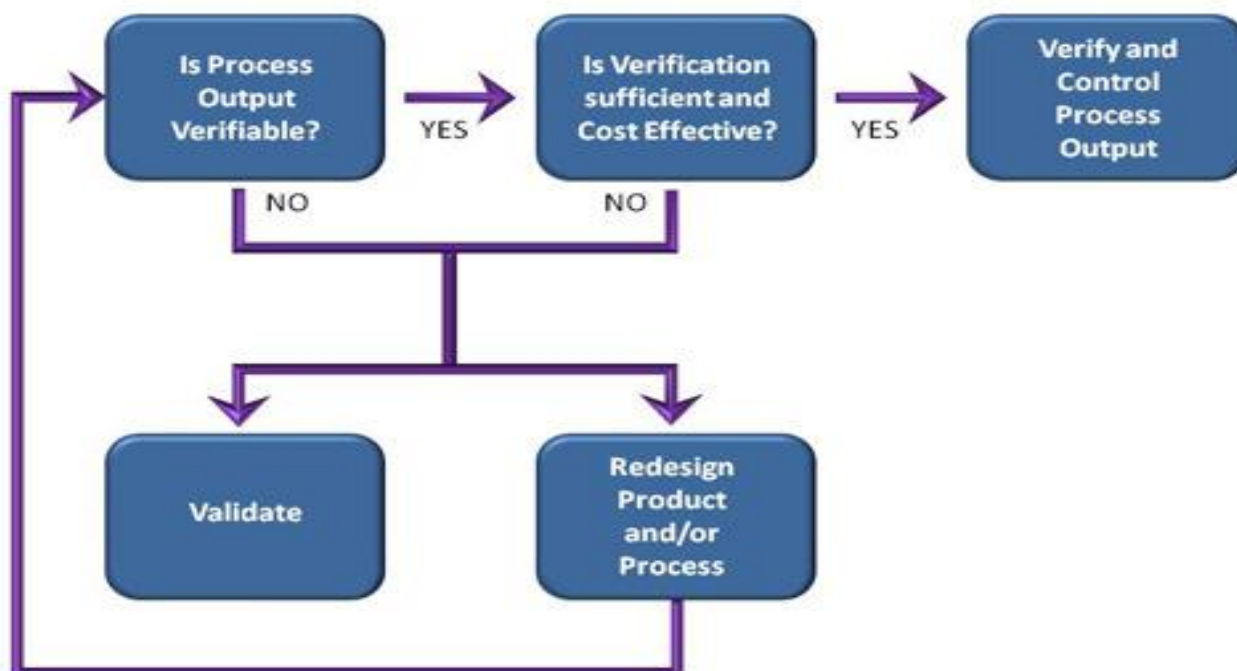 Is Process
Output
Verifiable?
YES
Is Verification
sufficient and
Cost Effective?
YES
Verify and
Control
Process
Output
NO
NO
Validate
Redesign
Product
and/or
Process